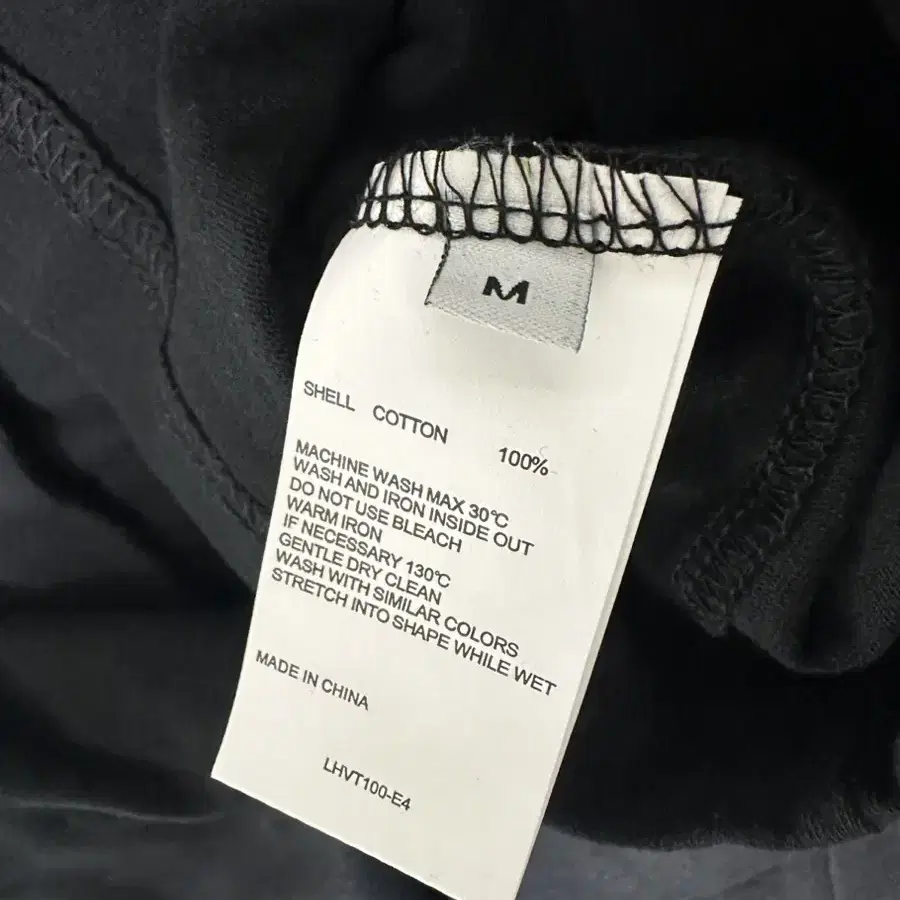 M
SHELL COTTON 100%
MACHINE WASH MAX 30℃
WASH AND IRON INSIDE OUT
DO NOT USE BLEACH
WARM IRON
IF NECESSARY 130℃
GENTLE DRY CLEAN
WASH WITH SIMILAR COLORS
STRETCH INTO SHAPE WHILE WET
MADE IN CHINA
LHVT100-E4